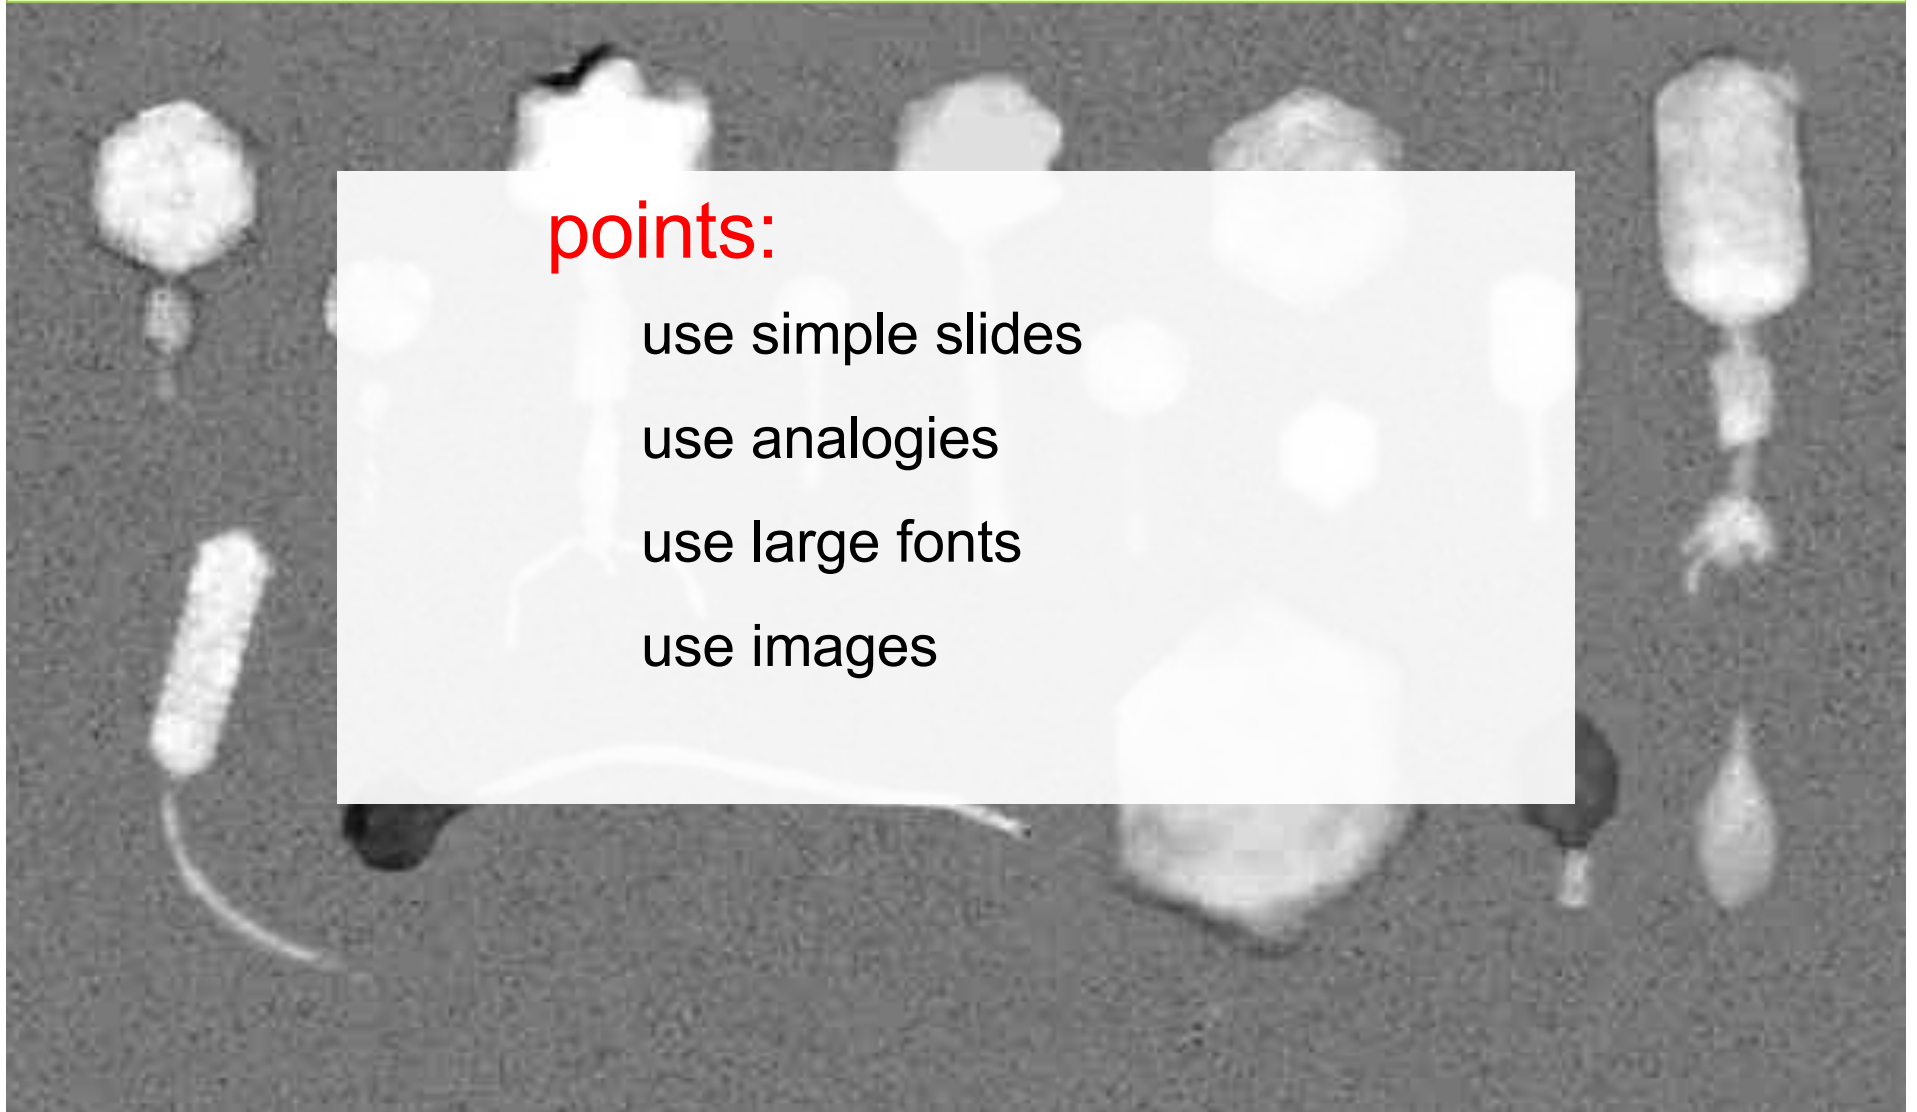 points:
use simple slides
use analogies
use large fonts
use images